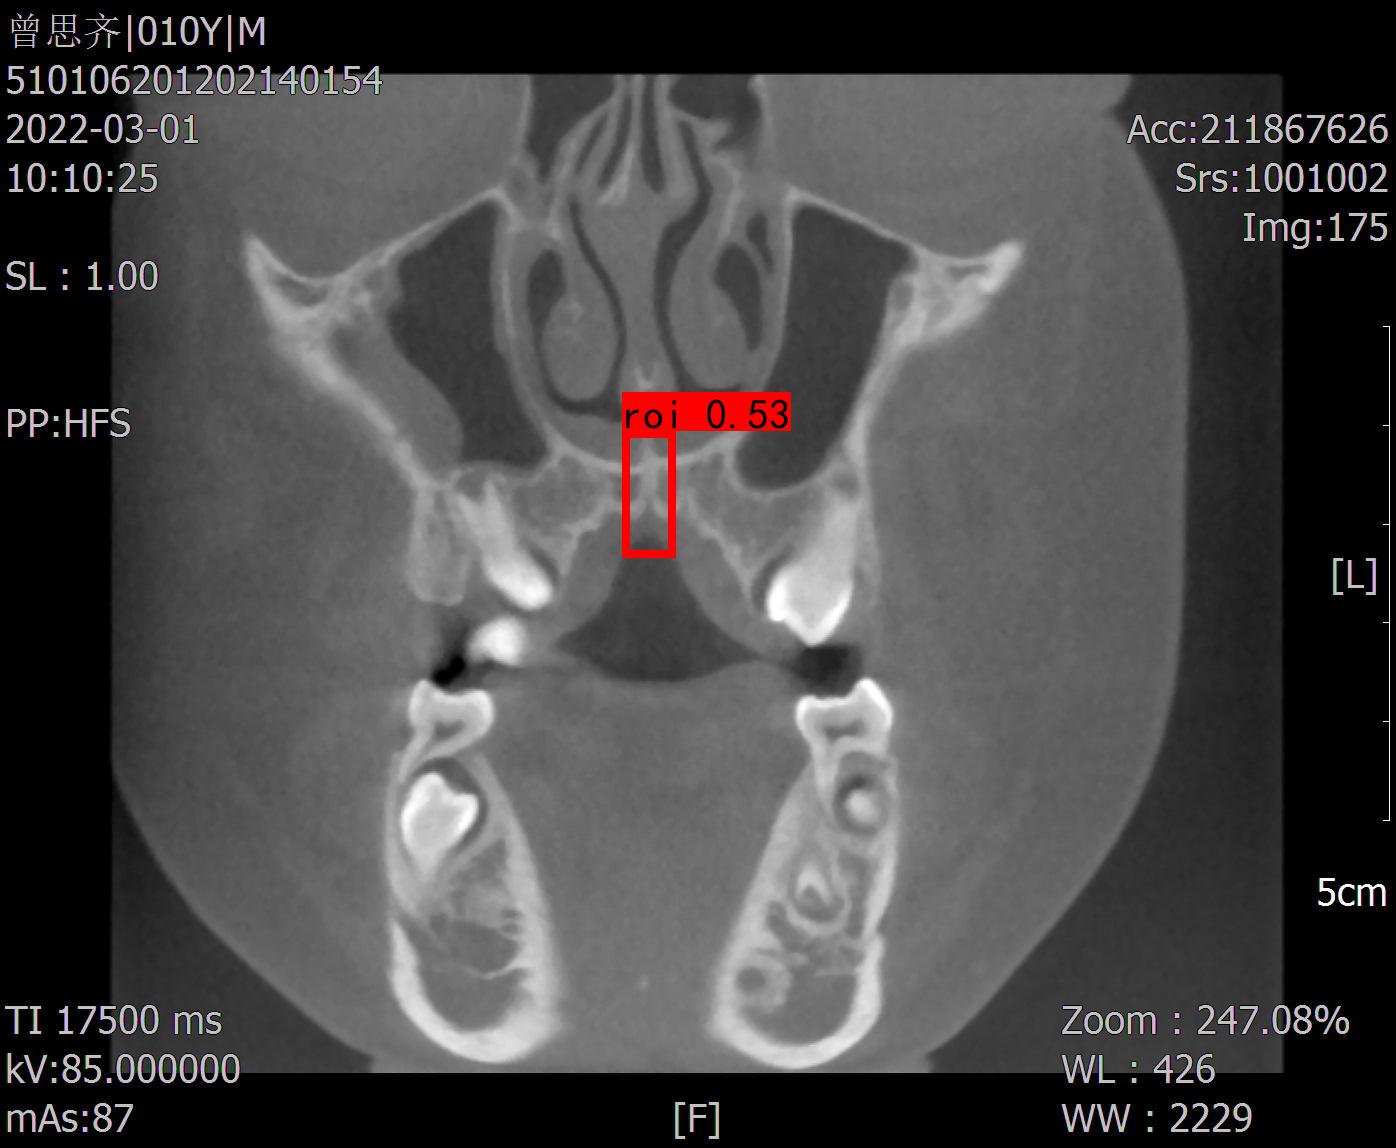 曾思齐|010Y|M
510106201202140154
2022-03-01
10:10:25
SL : 1.00
PP:HFS
Acc:211867626
Srs:1001002
Img:175
roi 0.53
[L]
5cm
TI 17500 ms
kV:85.000000
mAs:87
[F]
Zoom : 247.08%
WL : 426
WW : 2229